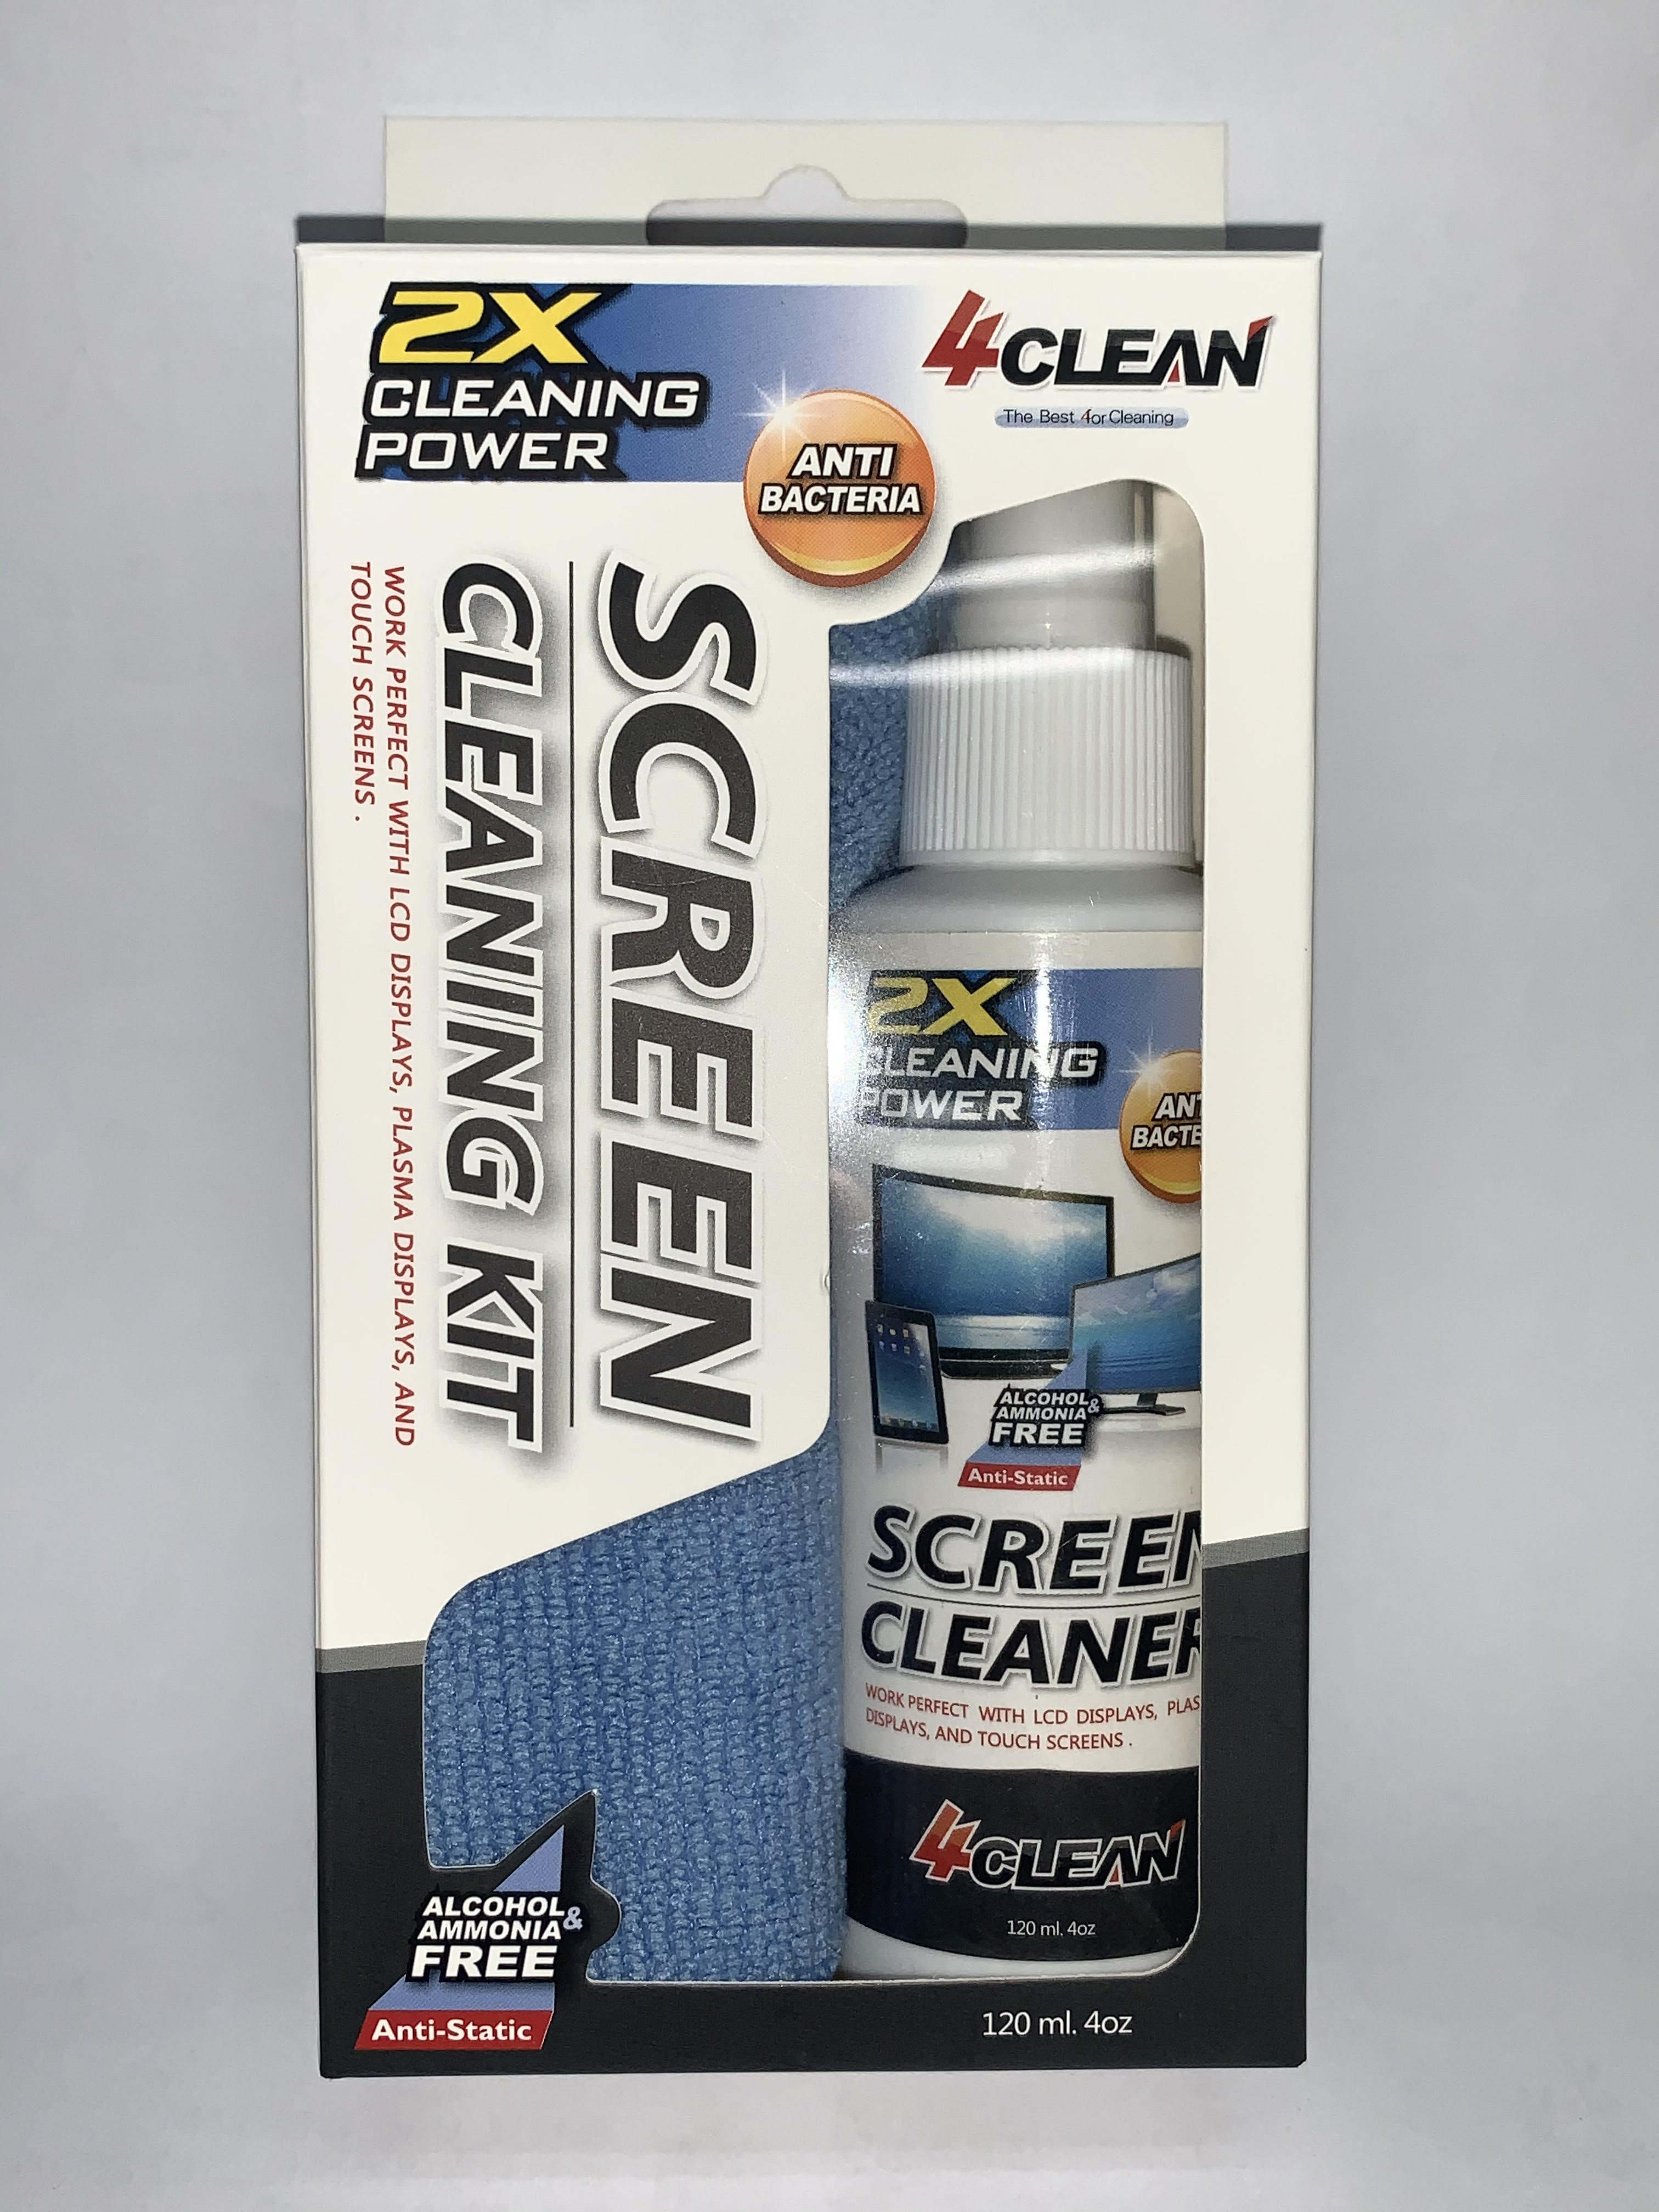 2X
CLEANING
POWER
4CLEAN
The Best 4or Cleaning
ANTI
BACTERIA
SCREEN
CLEANING KIT
WORK PERFECT WITH LCD DISPLAYS, PLASMA DISPLAYS, AND
TOUCH SCREENS .
2X
CLEANING
POWER
ANT
BACTE
ALCOHOL &
AMMONIA
FREE
Anti-Static
SCREEN
CLEANER
WORK PERFECT WITH LCD DISPLAYS, PLAS
DISPLAYS, AND TOUCH SCREENS .
4CLEAN
120 ml. 4oz
ALCOHOL &
AMMONIA
FREE
Anti-Static
120 ml. 4oz